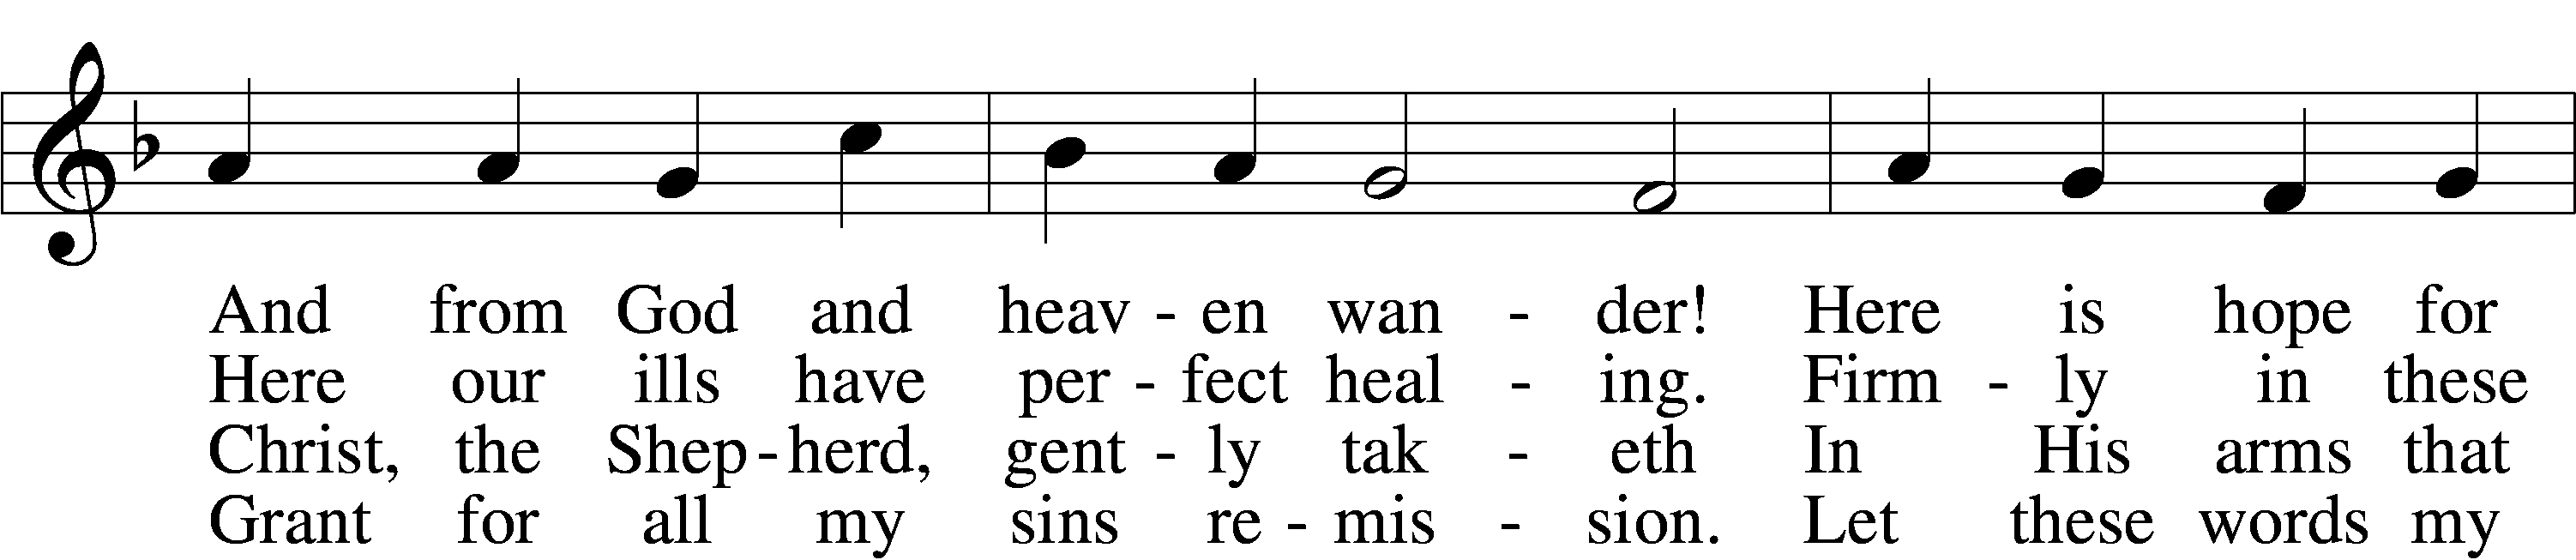 And from God and heav - en wan - der! Here is hope for
Here our ills have per - fect heal - ing. Firm - ly in these
Christ, the Shep - herd, gent - ly tak - eth In His arms that
Grant for all my sins re - mis - sion. Let these words my